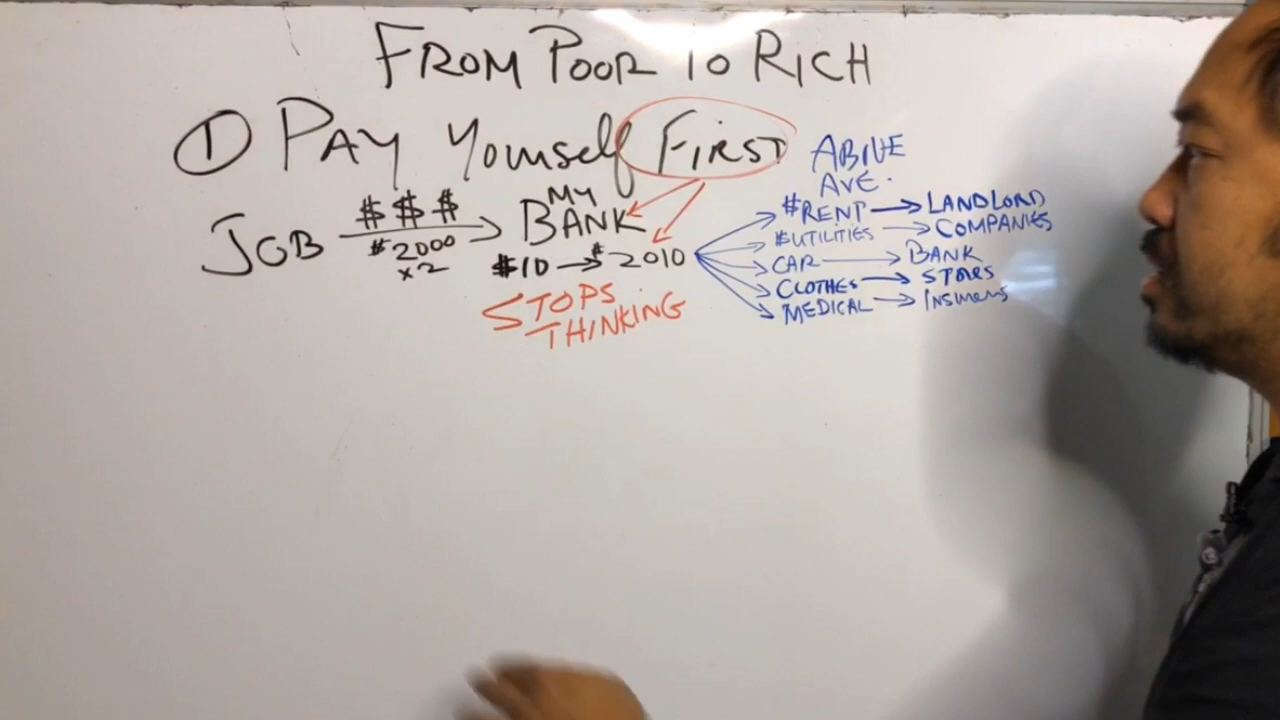 FROM POOR TO RICH
① PAY Yourself FIRST
ABOVE
AVE.
JOB $$$ → MY BANK
$2000
x2
$10 → $2010
STOPS
THINKING
$RENT → LANDLORD
$UTILITIES → COMPANIES
CAR → BANK
CLOTHES → STORES
MEDICAL → Insurers